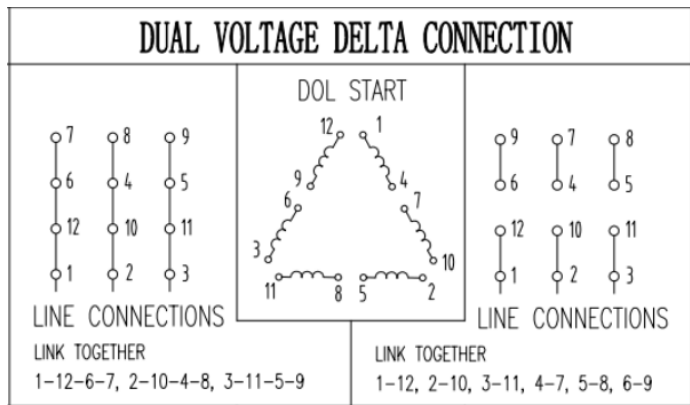 DUAL VOLTAGE DELTA CONNECTION
7 8 9
6 4 5
12 10 11
1 2 3
LINE CONNECTIONS
LINK TOGETHER
1-12-6-7, 2-10-4-8, 3-11-5-9
DOL START
12 1
9 4
6 7
3 10
11 8 5 2
9 7 8
6 4 5
12 10 11
1 2 3
LINE CONNECTIONS
LINK TOGETHER
1-12, 2-10, 3-11, 4-7, 5-8, 6-9